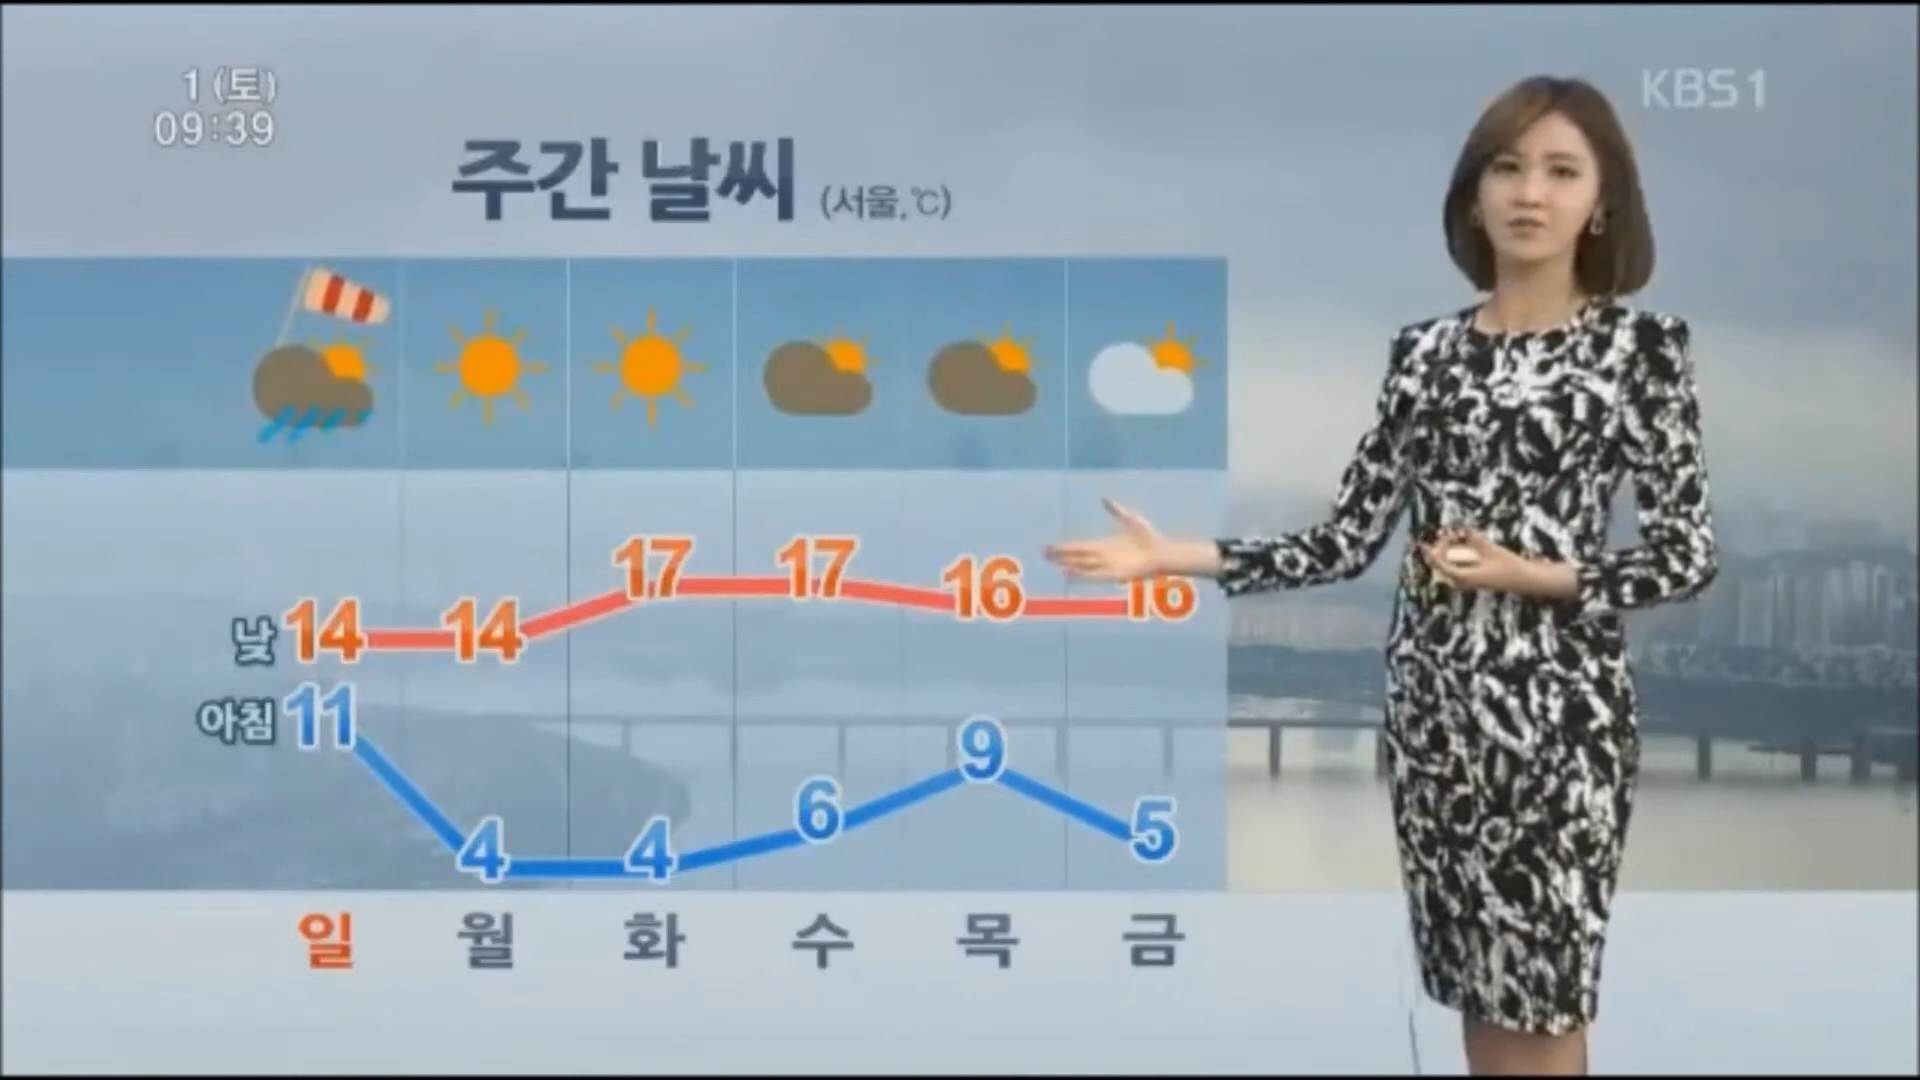 1 (토)
09:39
KBS1
주간 날씨 (서울, ℃)
낮 14 14 17 17 16 16
아침 11 4 4 6 9 5
일 월 화 수 목 금